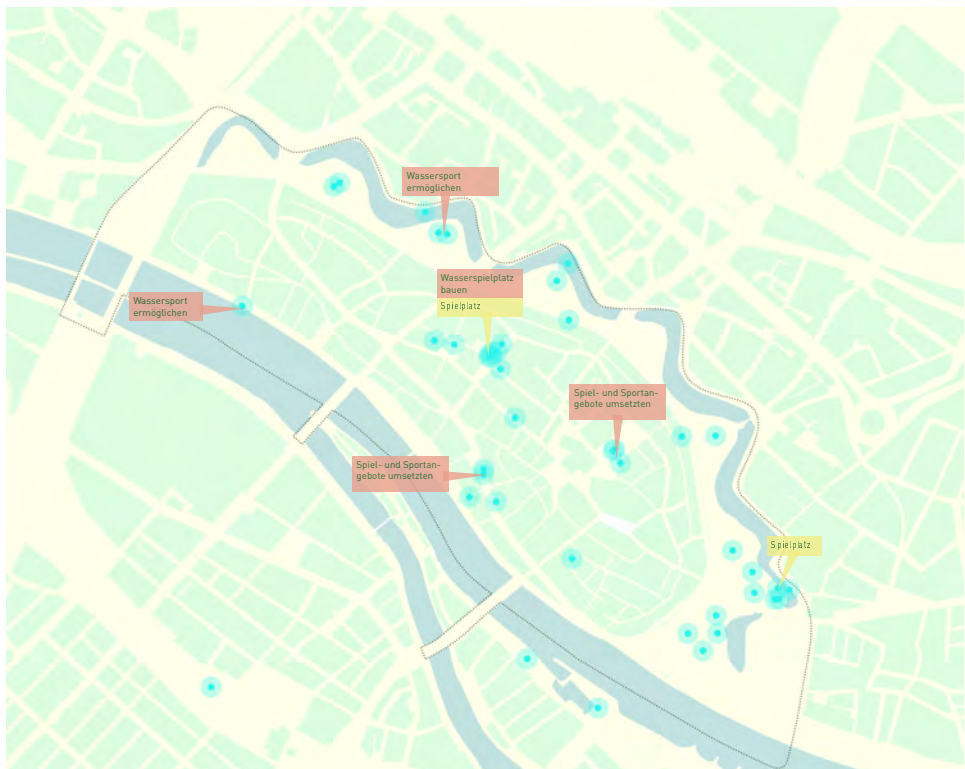 Wassersport
ermöglichen
Wasserspielplatz
bauen
Spielplatz
Wassersport
ermöglichen
Spiel- und Sportan-
gebote umsetzten
Spiel- und Sportan-
gebote umsetzten
Spielplatz